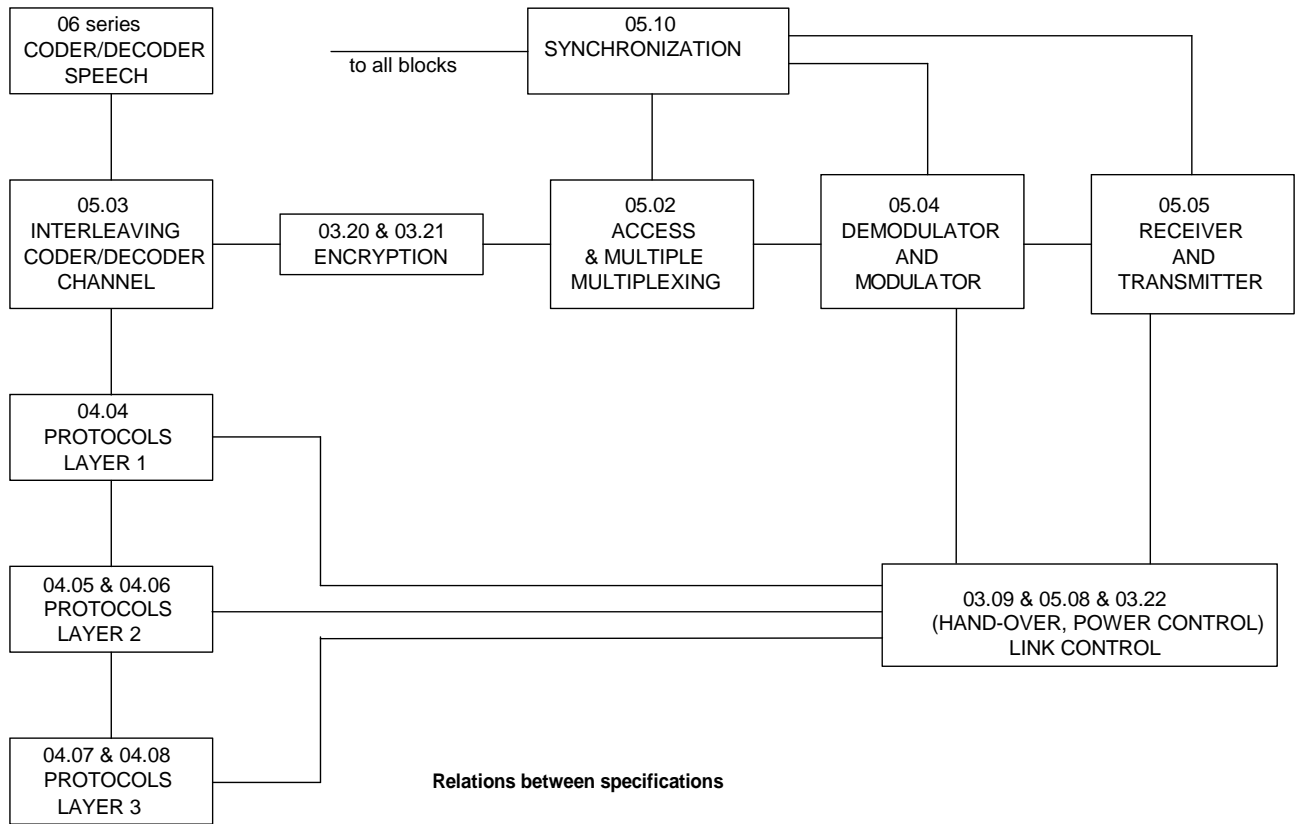 06 series
CODER/DECODER
SPEECH
05.10
SYNCHRONIZATION
to all blocks
05.03
INTERLEAVING
CODER/DECODER
CHANNEL
03.20 & 03.21
ENCRYPTION
05.02
ACCESS
& MULTIPLE
MULTIPLEXING
05.04
DEMODULATOR
AND
MODULATOR
05.05
RECEIVER
AND
TRANSMITTER
04.04
PROTOCOLS
LAYER 1
04.05 & 04.06
PROTOCOLS
LAYER 2
03.09 & 05.08 & 03.22
(HAND-OVER, POWER CONTROL)
LINK CONTROL
04.07 & 04.08
PROTOCOLS
LAYER 3
Relations between specifications